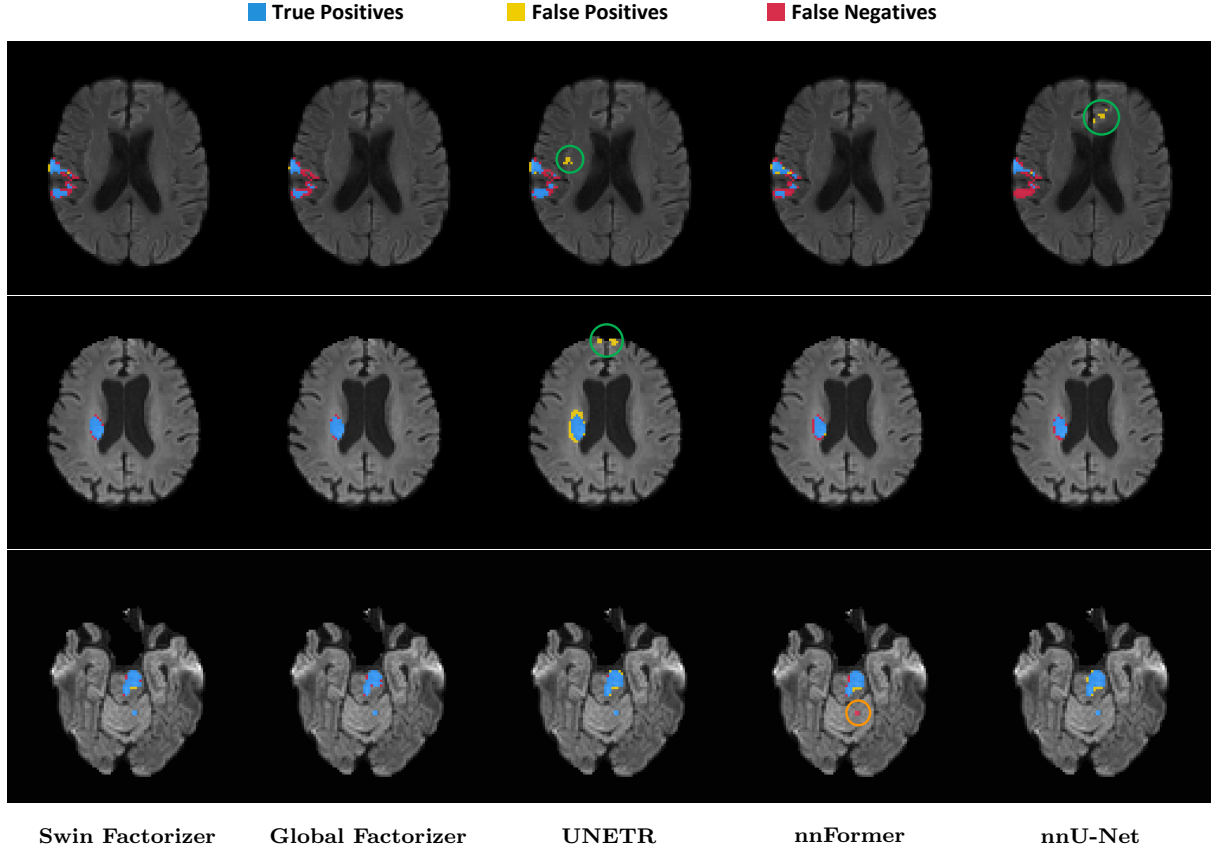 True Positives False Positives False Negatives
Swin Factorizer Global Factorizer UNETR nnFormer nnU-Net